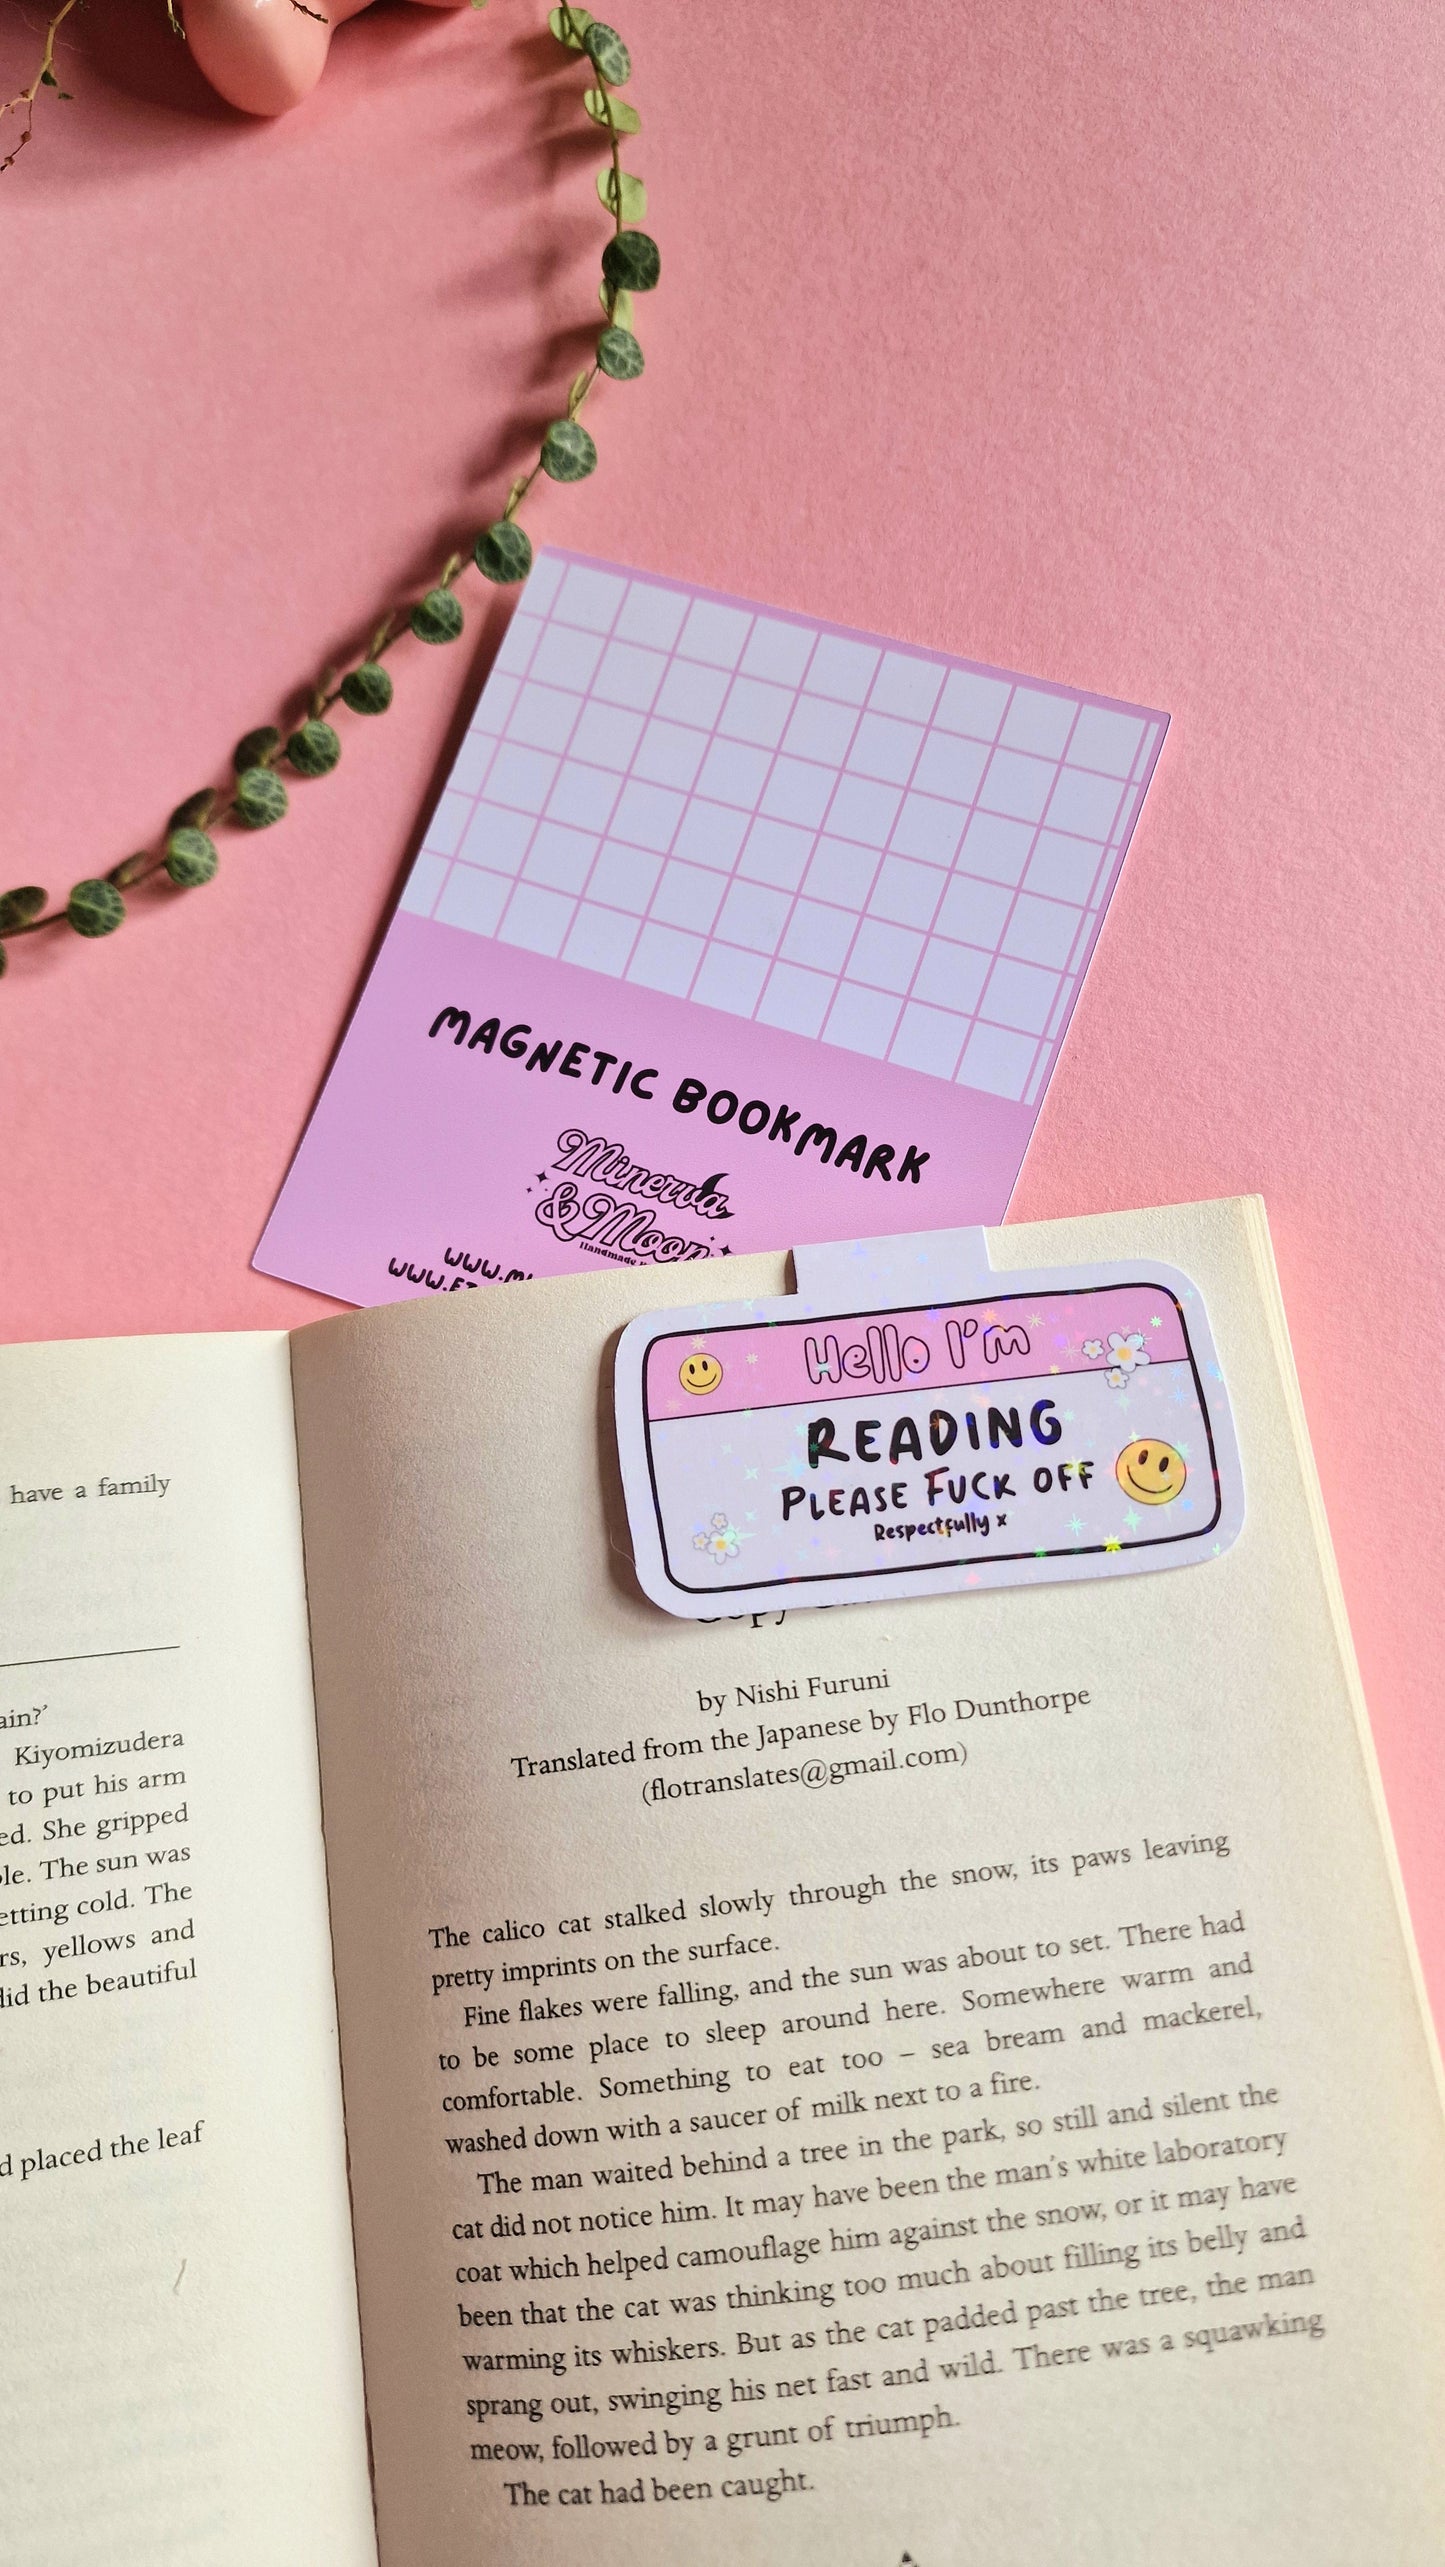 MAGNETIC BOOKMARK
Minerva
& Moon
Handmade
WWW.
WWW.
Hello I'm
READING
PLEASE FUCK OFF
Respectfully x
have a family
Kiyomizudera
to put his arm
She gripped
The sun was
getting cold. The
yellows and
did the beautiful
placed the leaf
Copy
by Nishi Furuni
Translated from the Japanese by Flo Dunthorpe
(flotranslates@gmail.com)
The calico cat stalked slowly through the snow, its paws leaving
pretty imprints on the surface.
Fine flakes were falling, and the sun was about to set. There had
to be some place to sleep around here. Somewhere warm and
comfortable. Something to eat too – sea bream and mackerel,
washed down with a saucer of milk next to a fire.
The man waited behind a tree in the park, so still and silent the
cat did not notice him. It may have been the man's white laboratory
coat which helped camouflage him against the snow, or it may have
been that the cat was thinking too much about filling its belly and
warming its whiskers. But as the cat padded past the tree, the man
sprang out, swinging his net fast and wild. There was a squawking
meow, followed by a grunt of triumph.
The cat had been caught.